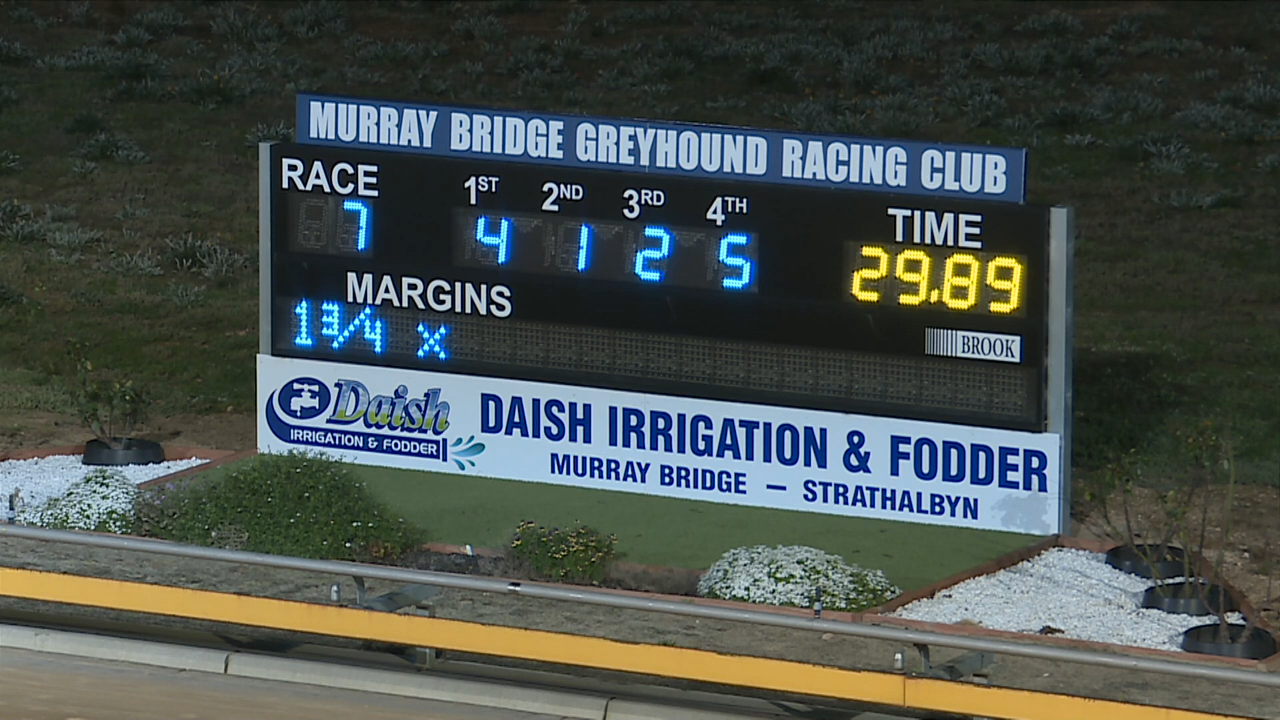 MURRAY BRIDGE GREYHOUND RACING CLUB
RACE 1ST 2ND 3RD 4TH TIME
7 4 1 2 5 29.89
MARGINS
1 3/4 x
BROOK
Daish
IRRIGATION & FODDER
DAISH IRRIGATION & FODDER
MURRAY BRIDGE – STRATHALBYN